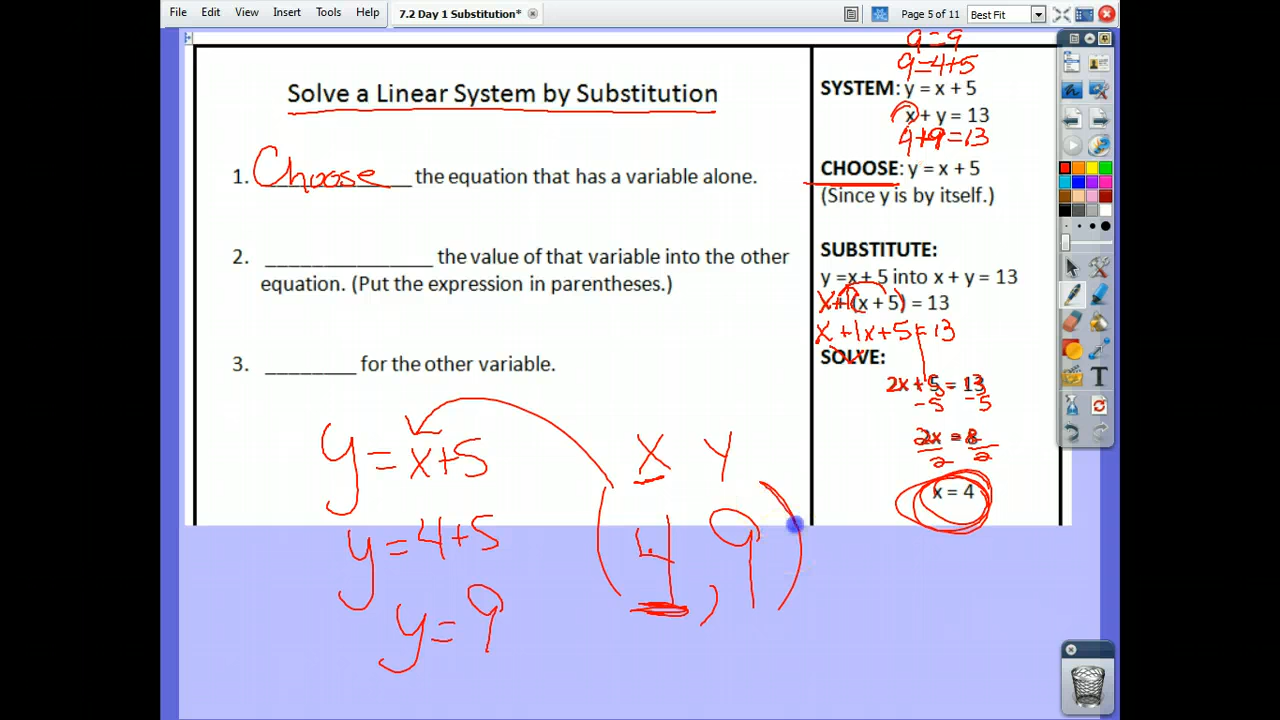 File Edit View Insert Tools Help 7.2 Day 1 Substitution* Page 5 of 11 Best Fit
Solve a Linear System by Substitution
1. Choose the equation that has a variable alone.
2. _______________ the value of that variable into the other
equation. (Put the expression in parentheses.)
3. ________ for the other variable.
y = x+5
y = 4+5
y = 9
X Y
(4, 9)
9 = 9
9 = 4+5
SYSTEM: y = x + 5
x + y = 13
4+9=13
CHOOSE: y = x + 5
(Since y is by itself.)
SUBSTITUTE:
y =x + 5 into x + y = 13
x+1(x + 5) = 13
x +1x+5=13
SOLVE:
2x + 5 = 13
-5 -5
2x = 8
2 2
x = 4
T